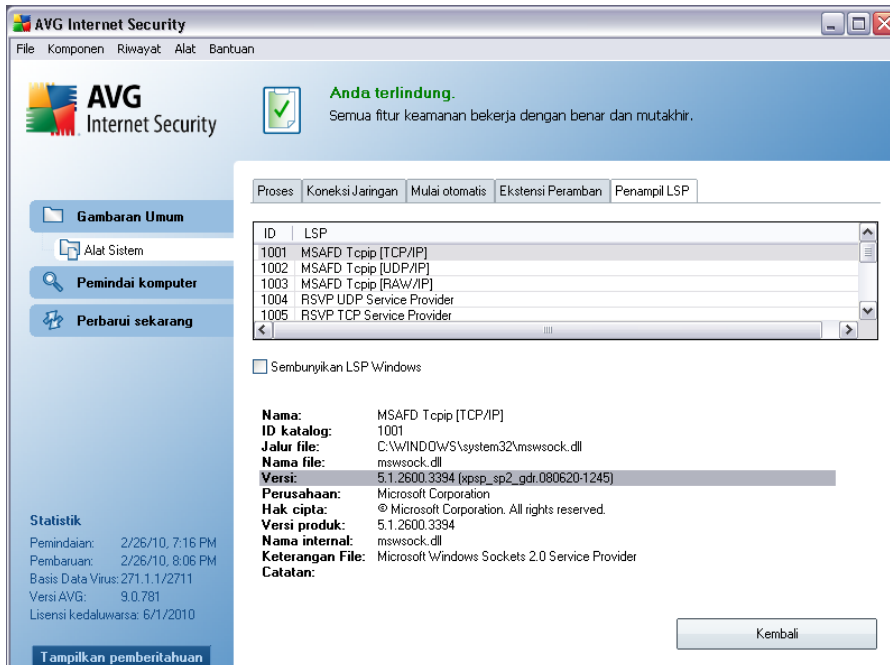 AVG Internet Security
File Komponen Riwayat Alat Bantuan
AVG
Internet Security
Anda terlindung.
Semua fitur keamanan bekerja dengan benar dan mutakhir.
Gambaran Umum
Alat Sistem
Pemindai komputer
Perbarui sekarang
Proses Koneksi Jaringan Mulai otomatis Ekstensi Peramban Penampil LSP
ID LSP
1001 MSAFD Tcpip [TCP/IP]
1002 MSAFD Tcpip [UDP/IP]
1003 MSAFD Tcpip [RAW/IP]
1004 RSVP UDP Service Provider
1005 RSVP TCP Service Provider
Sembunyikan LSP Windows
Nama: MSAFD Tcpip [TCP/IP]
ID katalog: 1001
Jalur file: C:\WINDOWS\system32\mswsock.dll
Nama file: mswsock.dll
Versi: 5.1.2600.3394 (xpsp_sp2_gdr.080620-1245)
Perusahaan: Microsoft Corporation
Hak cipta: © Microsoft Corporation. All rights reserved.
Versi produk: 5.1.2600.3394
Nama internal: mswsock.dll
Keterangan File: Microsoft Windows Sockets 2.0 Service Provider
Catatan:
Statistik
Pemindaian: 2/26/10, 7:16 PM
Pembaruan: 2/26/10, 8:06 PM
Basis Data Virus: 271.1.1/2711
Versi AVG: 9.0.781
Lisensi kedaluwarsa: 6/1/2010
Tampilkan pemberitahuan
Kembali